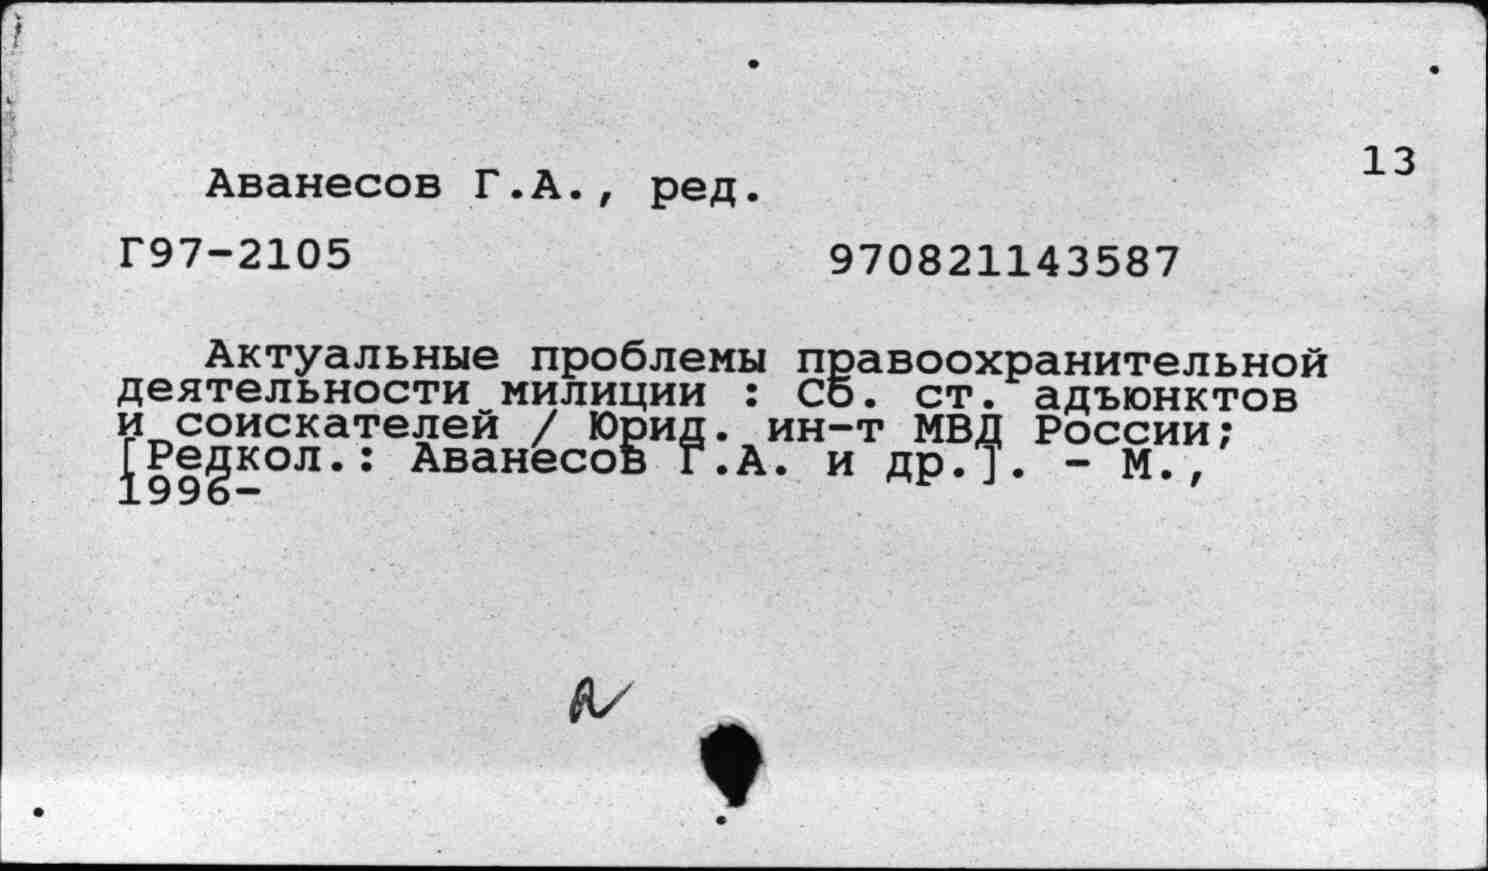 13
Аванесов Г.А., ред.
Г97-2105 970821143587
Актуальные проблемы правоохранительной
деятельности милиции : Сб. ст. адъюнктов
и соискателей / Юрид. ин-т МВД России;
[Редкол.: Аванесов Г.А. и др.]. - М.,
1996-